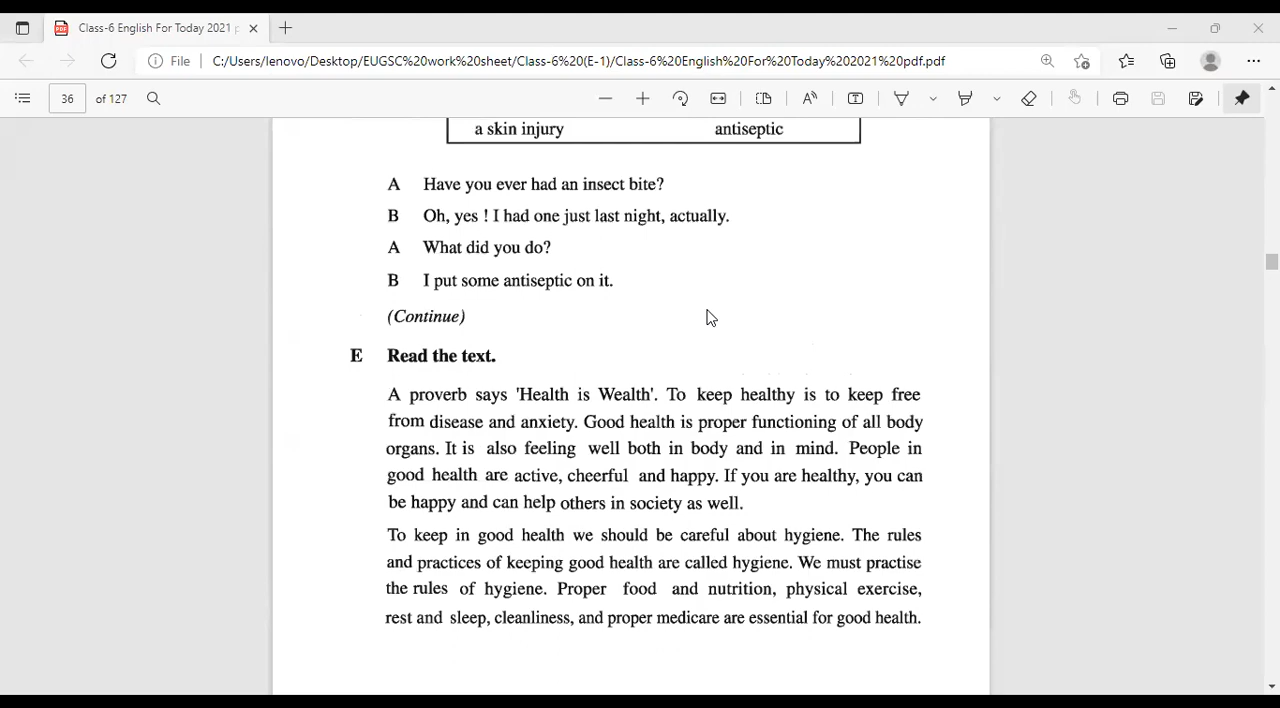 Class-6 English For Today 2021 p
File
C:/Users/lenovo/Desktop/EUGSC%20work%20sheet/Class-6%20(E-1)/Class-6%20English%20For%20Today%202021%20pdf.pdf
36 of 127
a skin injury antiseptic
A Have you ever had an insect bite?
B Oh, yes ! I had one just last night, actually.
A What did you do?
B I put some antiseptic on it.
(Continue)
E Read the text.
A proverb says 'Health is Wealth'. To keep healthy is to keep free
from disease and anxiety. Good health is proper functioning of all body
organs. It is also feeling well both in body and in mind. People in
good health are active, cheerful and happy. If you are healthy, you can
be happy and can help others in society as well.
To keep in good health we should be careful about hygiene. The rules
and practices of keeping good health are called hygiene. We must practise
the rules of hygiene. Proper food and nutrition, physical exercise,
rest and sleep, cleanliness, and proper medicare are essential for good health.